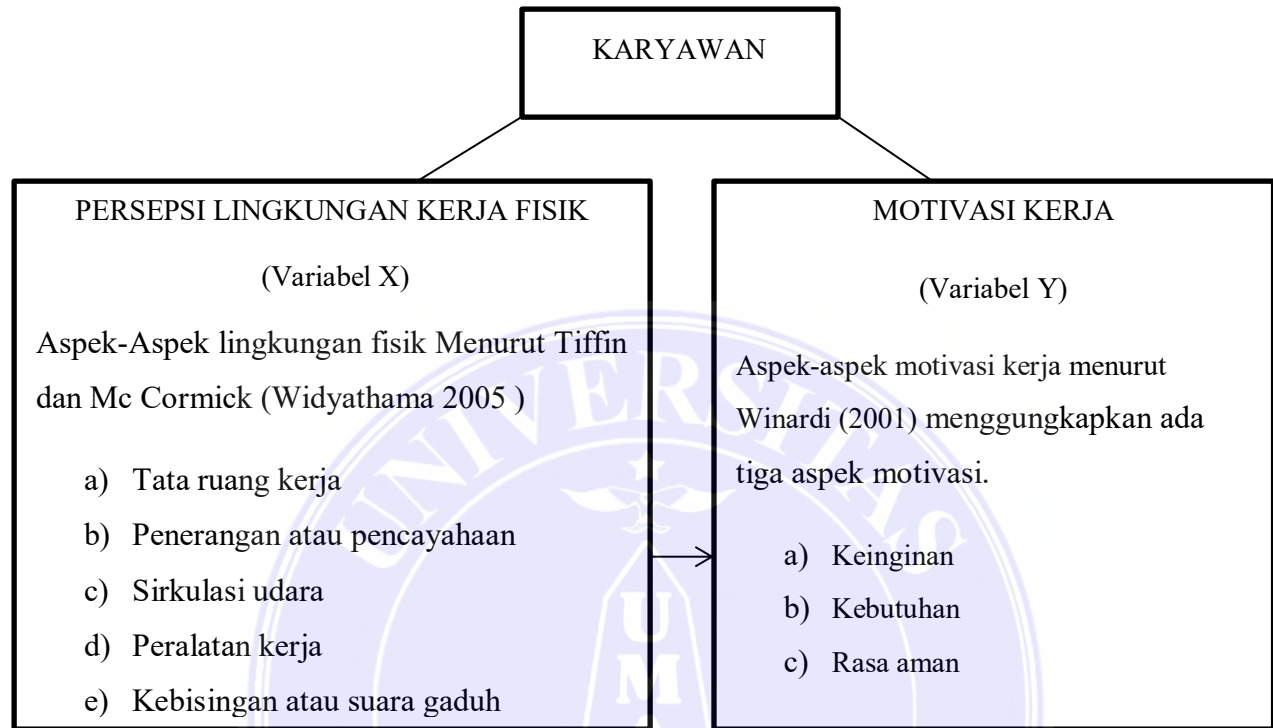 KARYAWAN
PERSEPSI LINGKUNGAN KERJA FISIK
(Variabel X)
Aspek-Aspek lingkungan fisik Menurut Tiffin
dan Mc Cormick (Widyathama 2005 )
a) Tata ruang kerja
b) Penerangan atau pencayahaan
c) Sirkulasi udara
d) Peralatan kerja
e) Kebisingan atau suara gaduh
MOTIVASI KERJA
(Variabel Y)
Aspek-aspek motivasi kerja menurut
Winardi (2001) menggungkapkan ada
tiga aspek motivasi.
a) Keinginan
b) Kebutuhan
c) Rasa aman
UNIVERSITAS
U
M